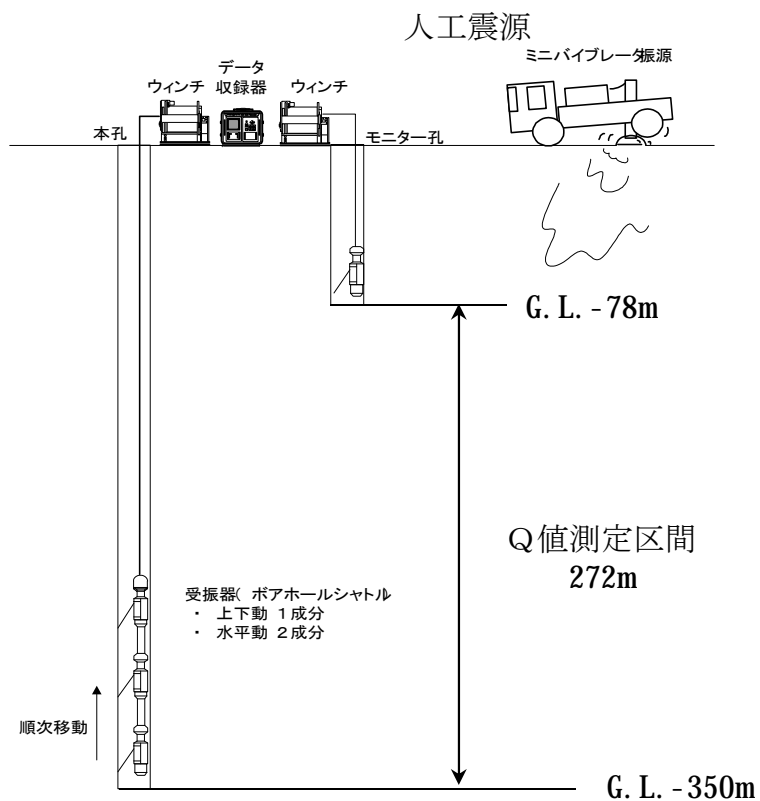 人工震源
ミニバイブレータ振源
データ
収録器
ウィンチ
ウィンチ
本孔
モニター孔
G.L.-78m
Q値測定区間
272m
受振器( ボアホールシャトル
・ 上下動 1成分
・ 水平動 2成分
順次移動
G.L.-350m